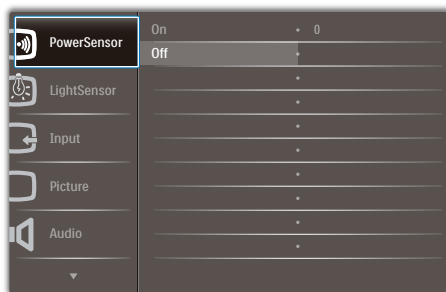 PowerSensor
On 0
Off
LightSensor
Input
Picture
Audio